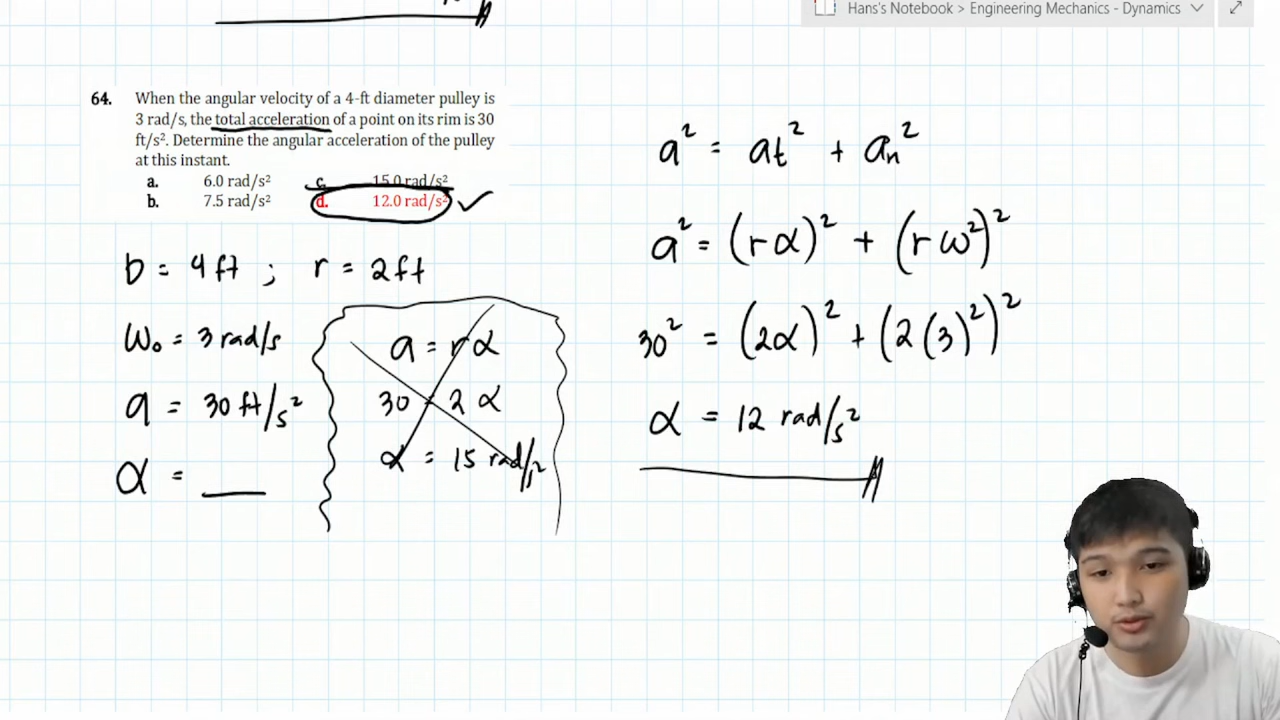 Hans's Notebook > Engineering Mechanics - Dynamics
64. When the angular velocity of a 4-ft diameter pulley is
3 rad/s, the total acceleration of a point on its rim is 30
ft/s². Determine the angular acceleration of the pulley
at this instant.
a. 6.0 rad/s² c. 15.0 rad/s²
b. 7.5 rad/s² d. 12.0 rad/s²
D = 4 ft ; r = 2 ft
ω₀ = 3 rad/s
a = 30 ft/s²
α = __
a = rα
30 = 2 α
α = 15 rad/s²
a² = at² + an²
a² = (rα)² + (rω²)²
30² = (2α)² + (2(3)²)²
α = 12 rad/s²